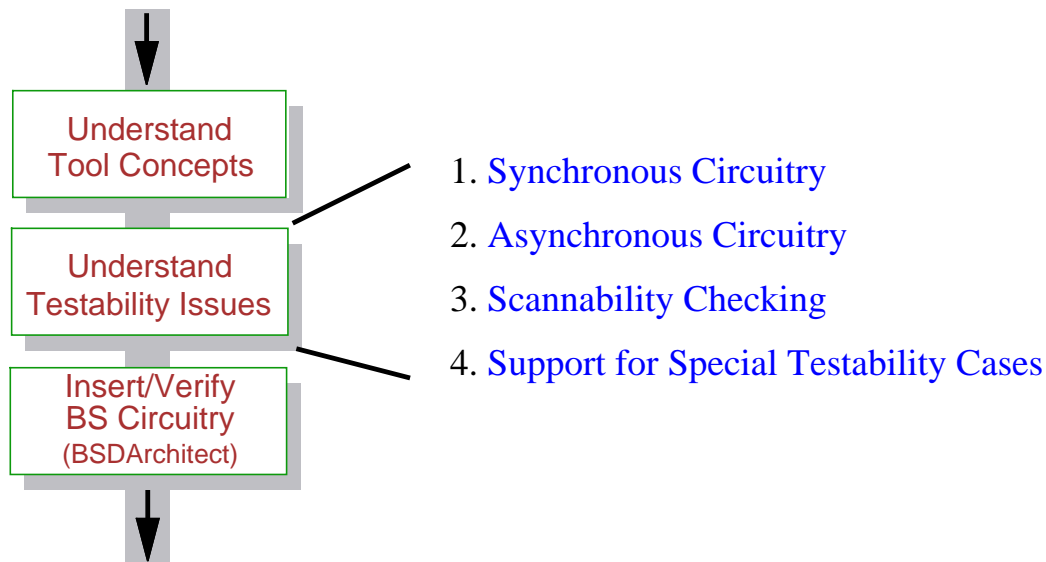 Understand
Tool Concepts
Understand
Testability Issues
Insert/Verify
BS Circuitry
(BSDArchitect)
1. Synchronous Circuitry
2. Asynchronous Circuitry
3. Scannability Checking
4. Support for Special Testability Cases